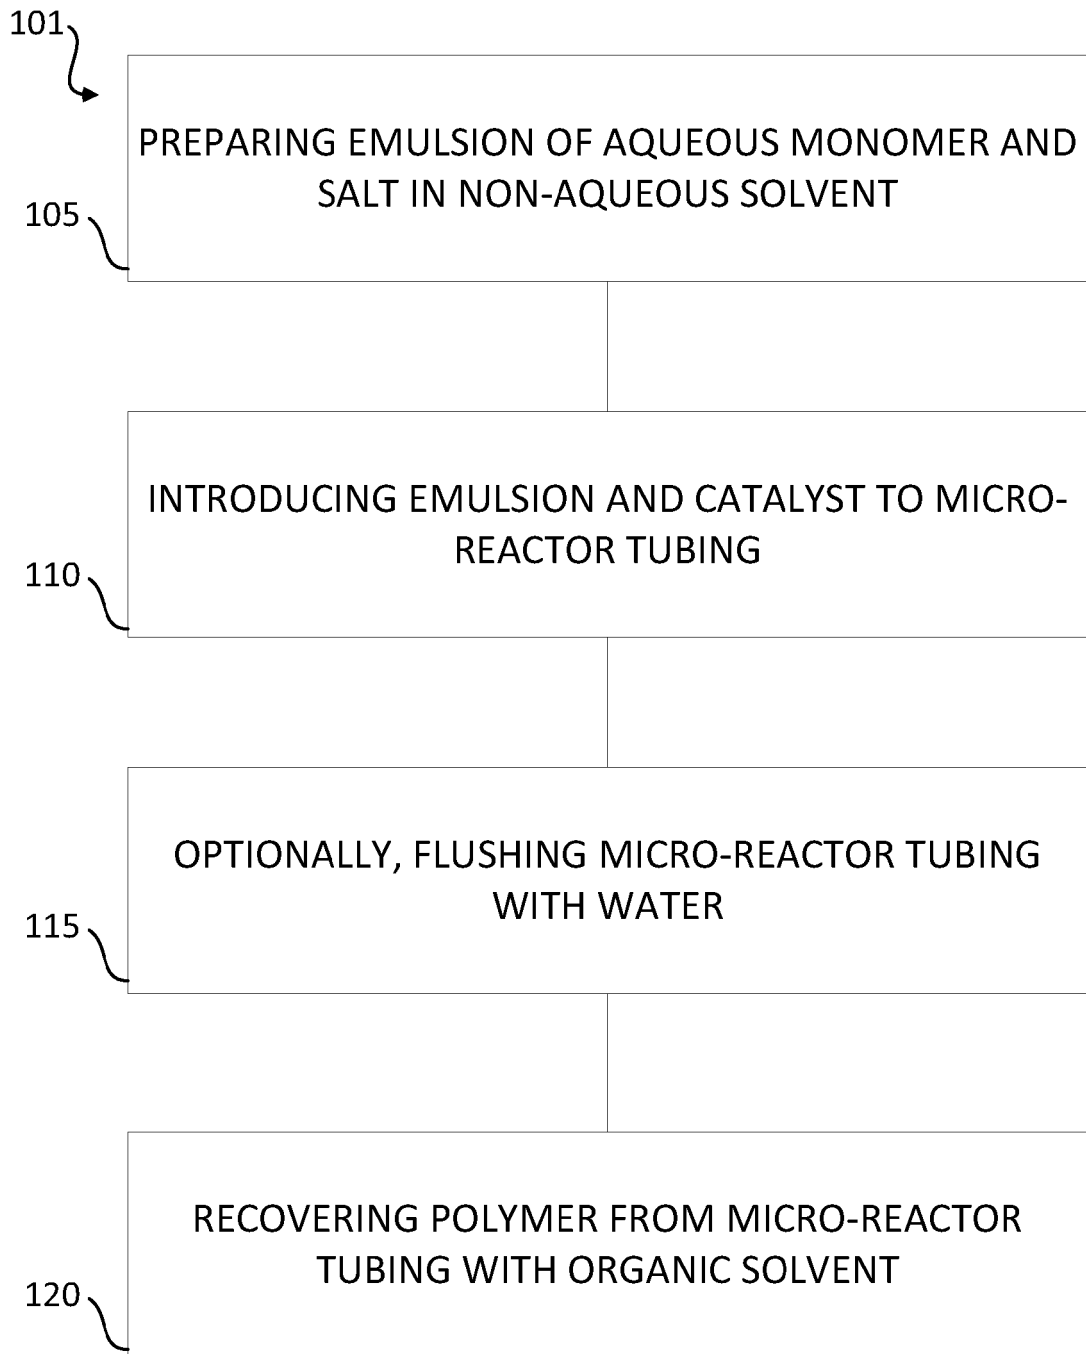 101
PREPARING EMULSION OF AQUEOUS MONOMER AND
SALT IN NON-AQUEOUS SOLVENT
105
INTRODUCING EMULSION AND CATALYST TO MICRO-
REACTOR TUBING
110
OPTIONALLY, FLUSHING MICRO-REACTOR TUBING
WITH WATER
115
RECOVERING POLYMER FROM MICRO-REACTOR
TUBING WITH ORGANIC SOLVENT
120